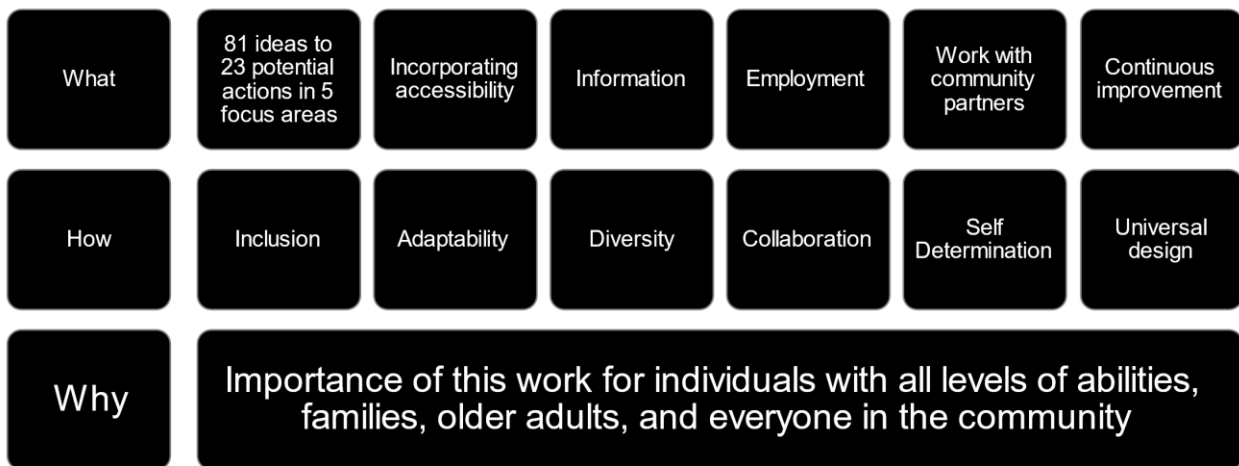 What
81 ideas to
23 potential
actions in 5
focus areas
Incorporating
accessibility
Information
Employment
Work with
community
partners
Continuous
improvement
How
Inclusion
Adaptability
Diversity
Collaboration
Self
Determination
Universal
design
Why
Importance of this work for individuals with all levels of abilities,
families, older adults, and everyone in the community